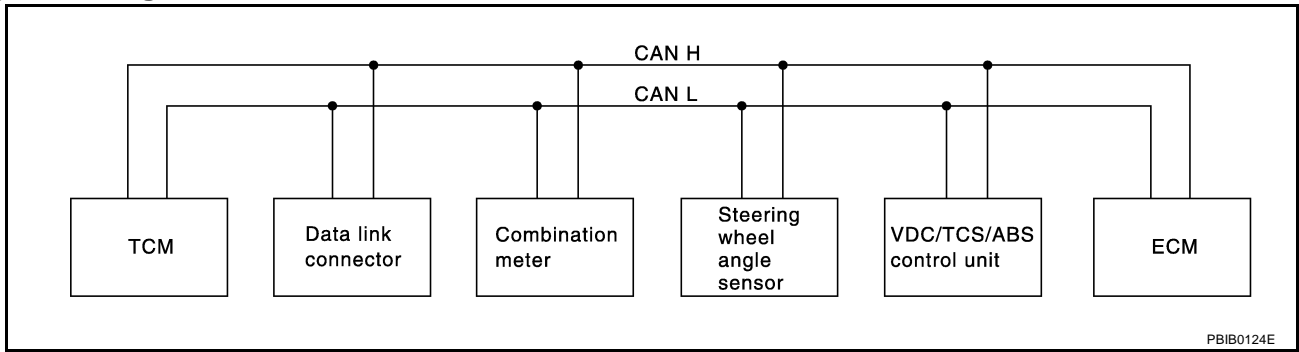 CAN H
CAN L
TCM
Data link
connector
Combination
meter
Steering
wheel
angle
sensor
VDC/TCS/ABS
control unit
ECM
PBIB0124E